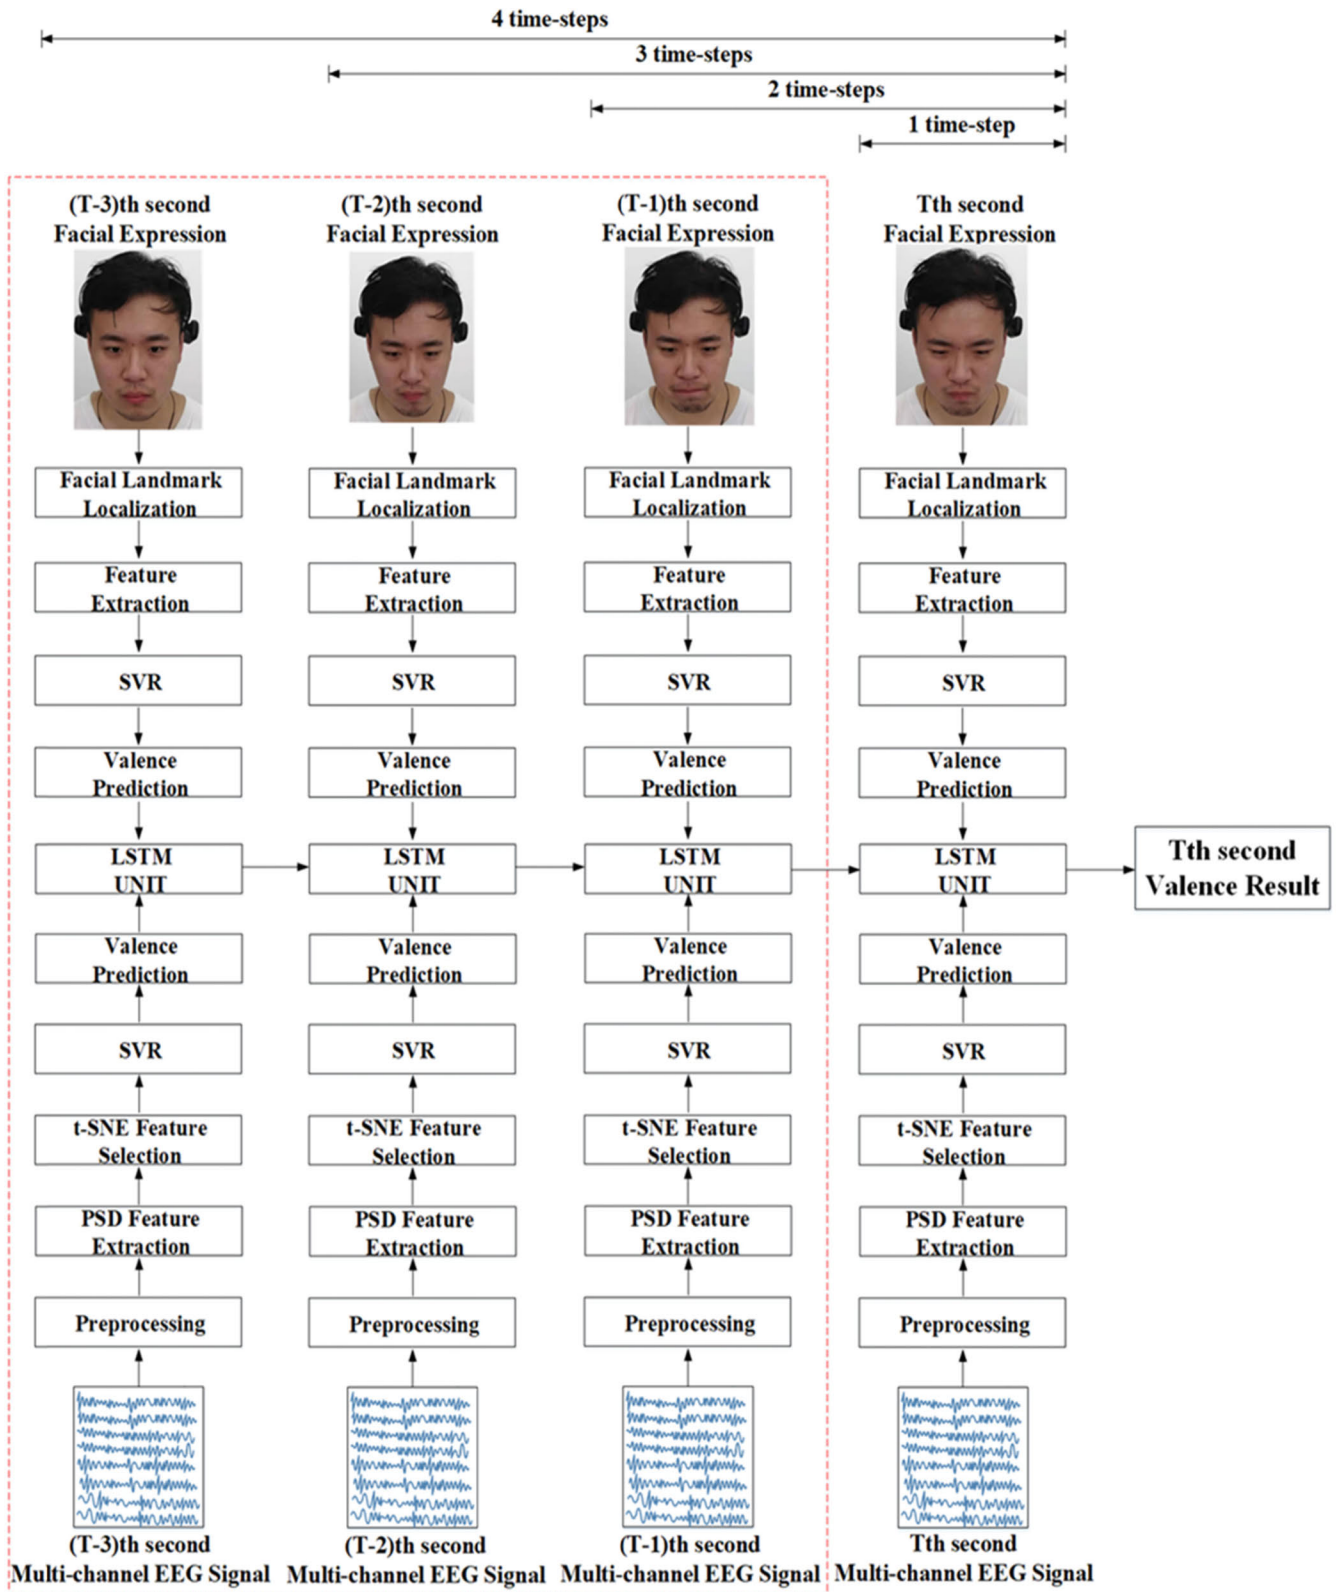 4 time-steps
3 time-steps
2 time-steps
1 time-step
(T-3)th second
Facial Expression
(T-2)th second
Facial Expression
(T-1)th second
Facial Expression
Tth second
Facial Expression
Facial Landmark
Localization
Facial Landmark
Localization
Facial Landmark
Localization
Facial Landmark
Localization
Feature
Extraction
Feature
Extraction
Feature
Extraction
Feature
Extraction
SVR
SVR
SVR
SVR
Valence
Prediction
Valence
Prediction
Valence
Prediction
Valence
Prediction
LSTM
UNIT
LSTM
UNIT
LSTM
UNIT
LSTM
UNIT
Tth second
Valence Result
Valence
Prediction
Valence
Prediction
Valence
Prediction
Valence
Prediction
SVR
SVR
SVR
SVR
t-SNE Feature
Selection
t-SNE Feature
Selection
t-SNE Feature
Selection
t-SNE Feature
Selection
PSD Feature
Extraction
PSD Feature
Extraction
PSD Feature
Extraction
PSD Feature
Extraction
Preprocessing
Preprocessing
Preprocessing
Preprocessing
(T-3)th second
Multi-channel EEG Signal
(T-2)th second
Multi-channel EEG Signal
(T-1)th second
Multi-channel EEG Signal
Tth second
Multi-channel EEG Signal